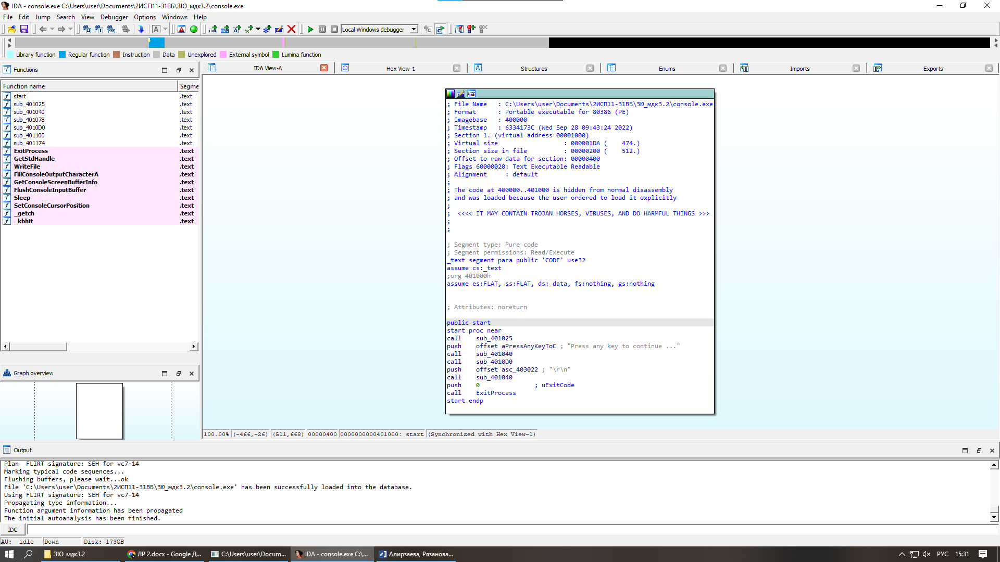 IDA - console.exe C:\Users\user\Documents\2ИСП11-31ВБ\ЗЮ_мдк3.2\console.exe
File Edit Jump Search View Debugger Options Windows Help
Local Windows debugger
Library function Regular function Instruction Data Unexplored External symbol Lumina function
Functions
IDA View-A
Hex View-1
Structures
Enums
Imports
Exports
Function name Segme
start .text
sub_401025 .text
sub_401040 .text
sub_401078 .text
sub_4010D0 .text
sub_401100 .text
sub_401174 .text
ExitProcess .text
GetStdHandle .text
WriteFile .text
FillConsoleOutputCharacterA .text
GetConsoleScreenBufferInfo .text
FlushConsoleInputBuffer .text
Sleep .text
SetConsoleCursorPosition .text
_getch .text
_kbhit .text
Graph overview
; File Name : C:\Users\user\Documents\2ИСП11-31ВБ\ЗЮ_мдк3.2\console.exe
; Format : Portable executable for 80386 (PE)
; Imagebase : 400000
; Timestamp : 6334173C (Wed Sep 28 09:43:24 2022)
; Section 1. (virtual address 00001000)
; Virtual size : 000001DA ( 474.)
; Section size in file : 00000200 ( 512.)
; Offset to raw data for section: 00000400
; Flags 60000020: Text Executable Readable
; Alignment : default
;
; The code at 400000..401000 is hidden from normal disassembly
; and was loaded because the user ordered to load it explicitly
;
; <<<< IT MAY CONTAIN TROJAN HORSES, VIRUSES, AND DO HARMFUL THINGS >>>
;
;
; Segment type: Pure code
; Segment permissions: Read/Execute
_text segment para public 'CODE' use32
assume cs:_text
;org 401000h
assume es:FLAT, ss:FLAT, ds:_data, fs:nothing, gs:nothing
; Attributes: noreturn
public start
start proc near
call sub_401025
push offset aPressAnyKeyToC ; "Press any key to continue ..."
call sub_401040
call sub_4010D0
push offset asc_403022 ; "\r\n"
call sub_401040
push 0 ; uExitCode
call ExitProcess
start endp
100.00% (-466,-26) (511,668) 00000400 0000000000401000: start (Synchronized with Hex View-1)
Output
Plan FLIRT signature: SEH for vc7-14
Marking typical code sequences...
Flushing buffers, please wait...ok
File 'C:\Users\user\Documents\2ИСП11-31ВБ\ЗЮ_мдк3.2\console.exe' has been successfully loaded into the database.
Using FLIRT signature: SEH for vc7-14
Propagating type information...
Function argument information has been propagated
The initial autoanalysis has been finished.
IDC
AU: idle Down Disk: 173GB
ЗЮ_мдк3.2
ЛР 2.docx - Google Д...
C:\Users\user\Docum...
IDA - console.exe C:\...
Алирзаева, Рязанова...
РУС 15:31